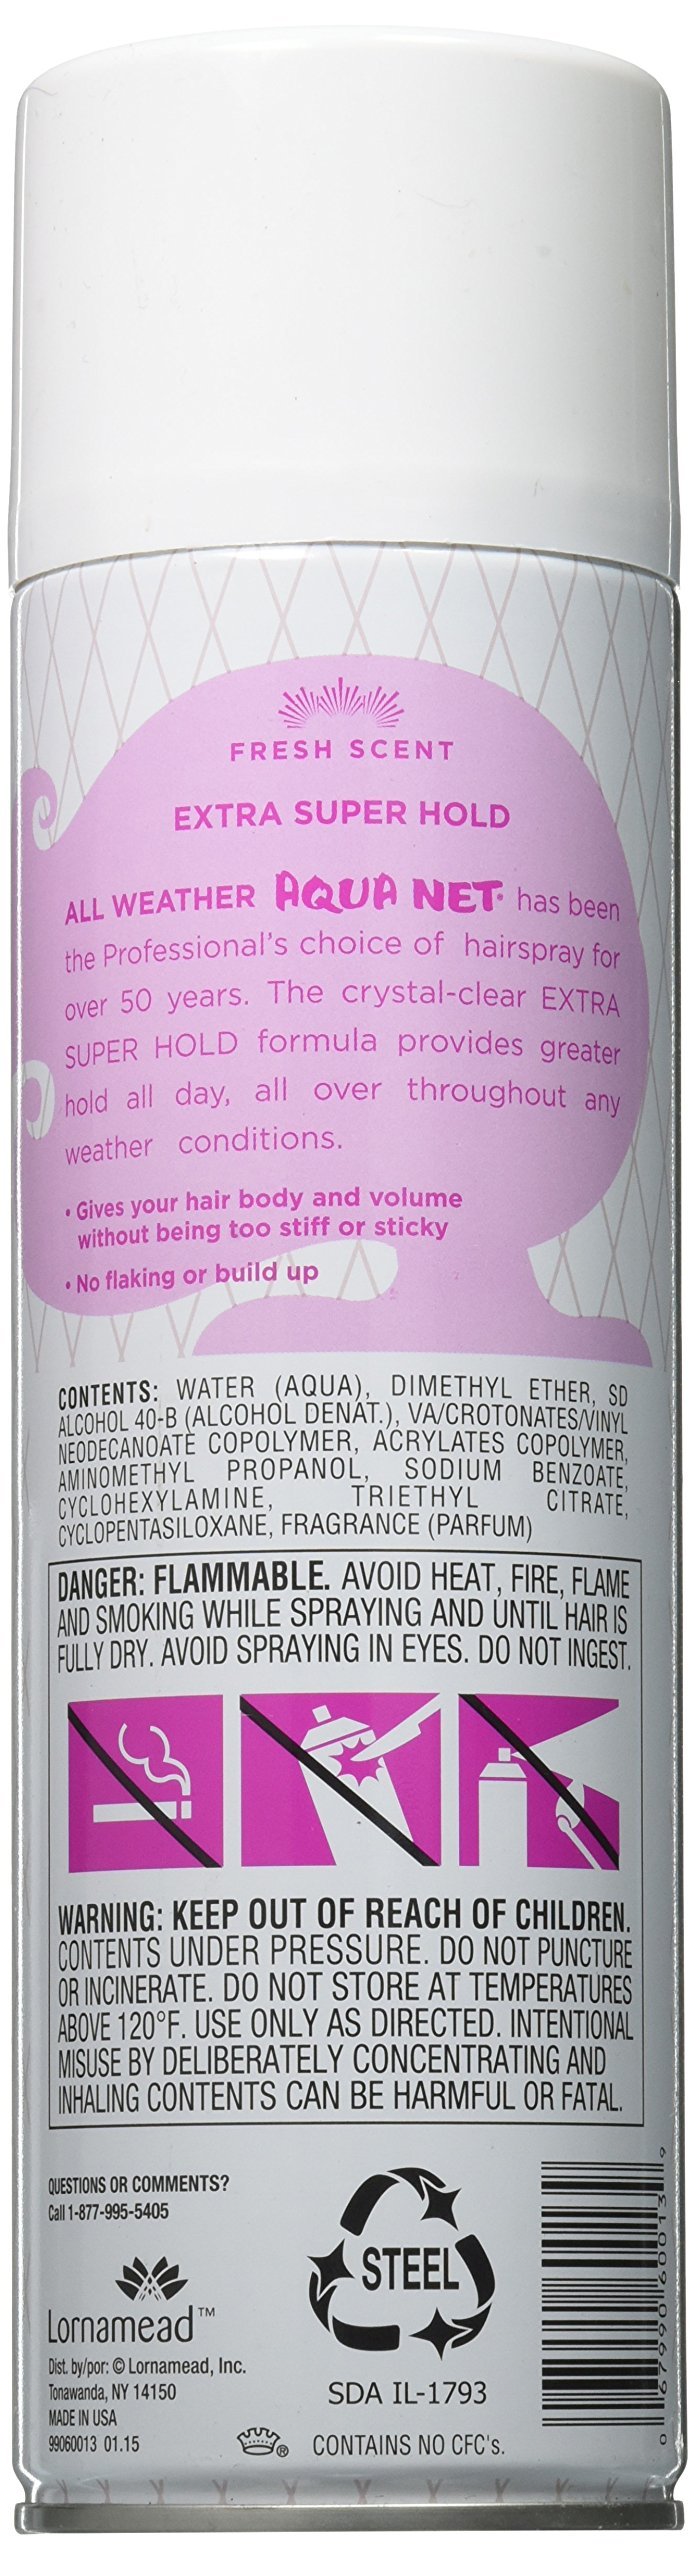 FRESH SCENT
EXTRA SUPER HOLD
ALL WEATHER AQUA NET® has been
the Professional's choice of hairspray for
over 50 years. The crystal-clear EXTRA
SUPER HOLD formula provides greater
hold all day, all over throughout any
weather conditions.
• Gives your hair body and volume
without being too stiff or sticky
• No flaking or build up
CONTENTS: WATER (AQUA), DIMETHYL ETHER, SD
ALCOHOL 40-B (ALCOHOL DENAT.), VA/CROTONATES/VINYL
NEODECANOATE COPOLYMER, ACRYLATES COPOLYMER,
AMINOMETHYL PROPANOL, SODIUM BENZOATE,
CYCLOHEXYLAMINE, TRIETHYL CITRATE,
CYCLOPENTASILOXANE, FRAGRANCE (PARFUM)
DANGER: FLAMMABLE. AVOID HEAT, FIRE, FLAME
AND SMOKING WHILE SPRAYING AND UNTIL HAIR IS
FULLY DRY. AVOID SPRAYING IN EYES. DO NOT INGEST.
WARNING: KEEP OUT OF REACH OF CHILDREN.
CONTENTS UNDER PRESSURE. DO NOT PUNCTURE
OR INCINERATE. DO NOT STORE AT TEMPERATURES
ABOVE 120°F. USE ONLY AS DIRECTED. INTENTIONAL
MISUSE BY DELIBERATELY CONCENTRATING AND
INHALING CONTENTS CAN BE HARMFUL OR FATAL.
QUESTIONS OR COMMENTS?
Call 1-877-995-5405
Lornamead™
Dist. by/por: © Lornamead, Inc.
Tonawanda, NY 14150
MADE IN USA
99060013 01.15
STEEL
SDA IL-1793
® CONTAINS NO CFC's.
0 67990 60013 9